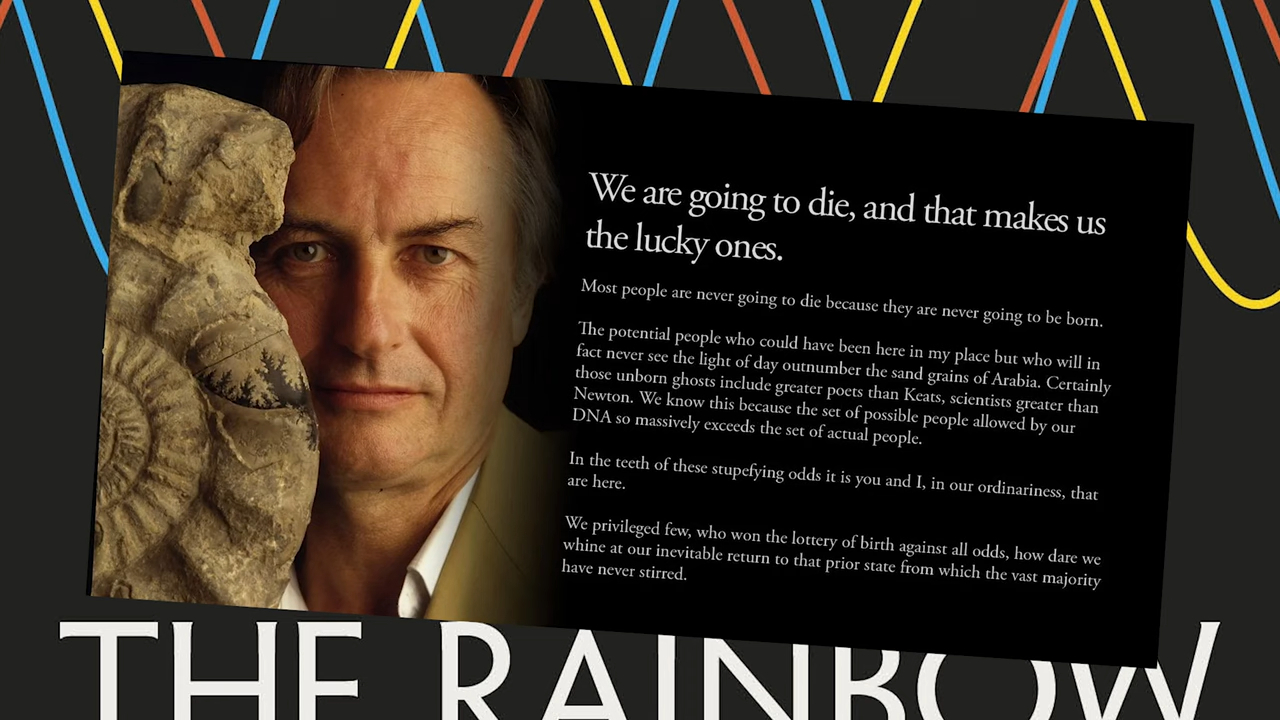 We are going to die, and that makes us
the lucky ones.
Most people are never going to die because they are never going to be born.
The potential people who could have been here in my place but who will in
fact never see the light of day outnumber the sand grains of Arabia. Certainly
those unborn ghosts include greater poets than Keats, scientists greater than
Newton. We know this because the set of possible people allowed by our
DNA so massively exceeds the set of actual people.
In the teeth of these stupefying odds it is you and I, in our ordinariness, that
are here.
We privileged few, who won the lottery of birth against all odds, how dare we
whine at our inevitable return to that prior state from which the vast majority
have never stirred.
THE RAINBOW